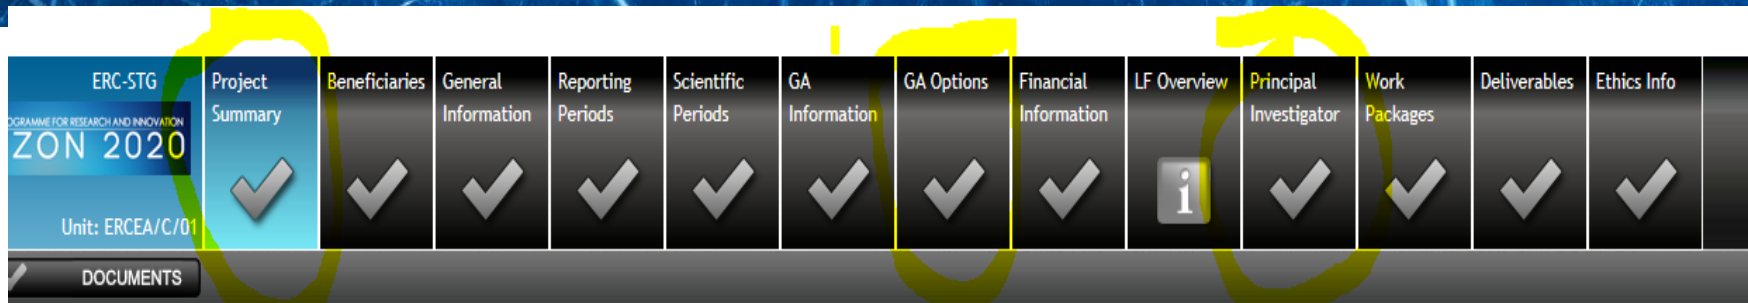 ERC-STG
OGRAMME FOR RESEARCH AND INNOVATION
ZON 2020
Unit: ERCEA/C/01
Project
Summary
Beneficiaries
General
Information
Reporting
Periods
Scientific
Periods
GA
Information
GA Options
Financial
Information
LF Overview
Principal
Investigator
Work
Packages
Deliverables
Ethics Info
DOCUMENTS